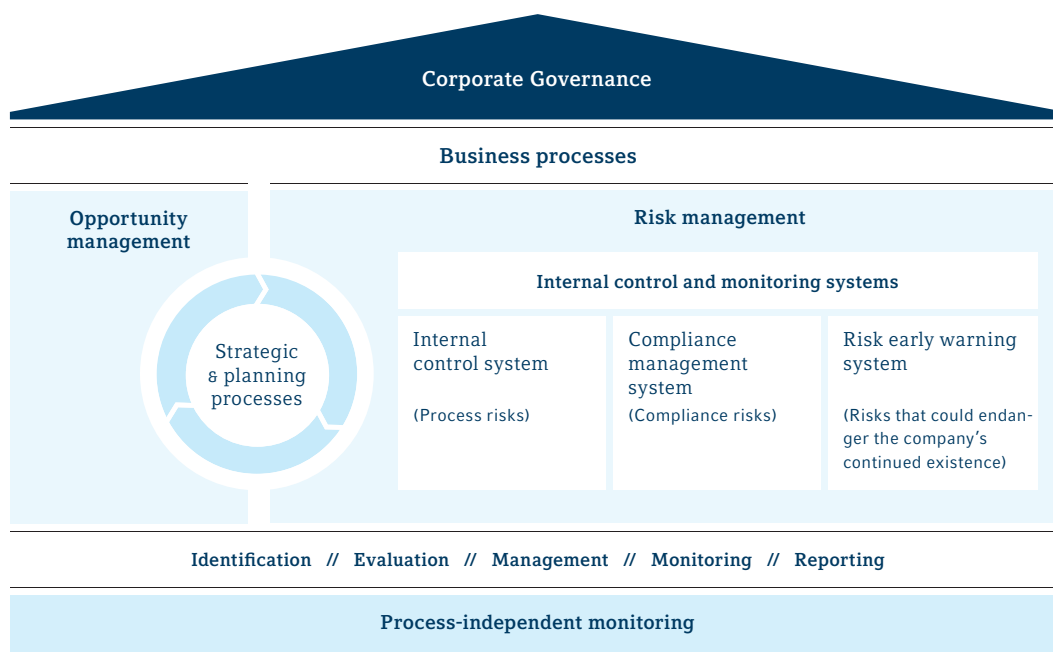 Corporate Governance
Business processes
Opportunity
management
Risk management
Strategic
& planning
processes
Internal control and monitoring systems
Internal
control system
(Process risks)
Compliance
management
system
(Compliance risks)
Risk early warning
system
(Risks that could endan-
ger the company’s
continued existence)
Identification // Evaluation // Management // Monitoring // Reporting
Process-independent monitoring